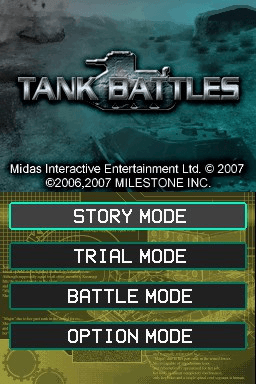 TANK BATTLES
Midas Interactive Entertainment Ltd. © 2007
©2006,2007 MILESTONE INC.
STORY MODE
TRIAL MODE
BATTLE MODE
OPTION MODE